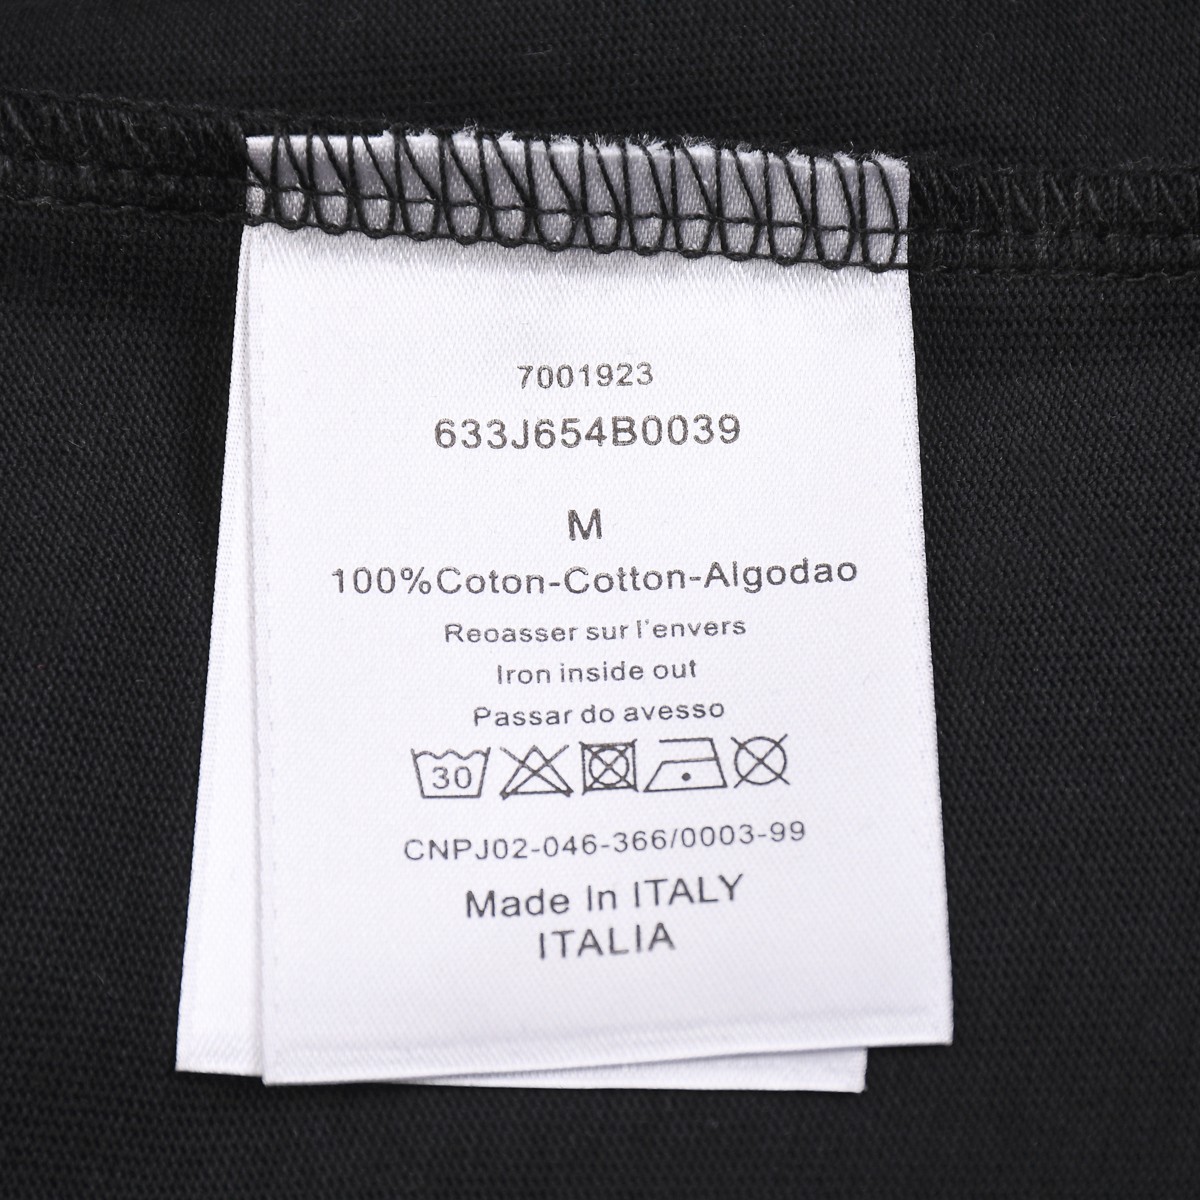 7001923
633J654B0039
M
100%Coton-Cotton-Algodao
Reoasser sur l'envers
Iron inside out
Passar do avesso
30
CNPJ02-046-366/0003-99
Made In ITALY
ITALIA